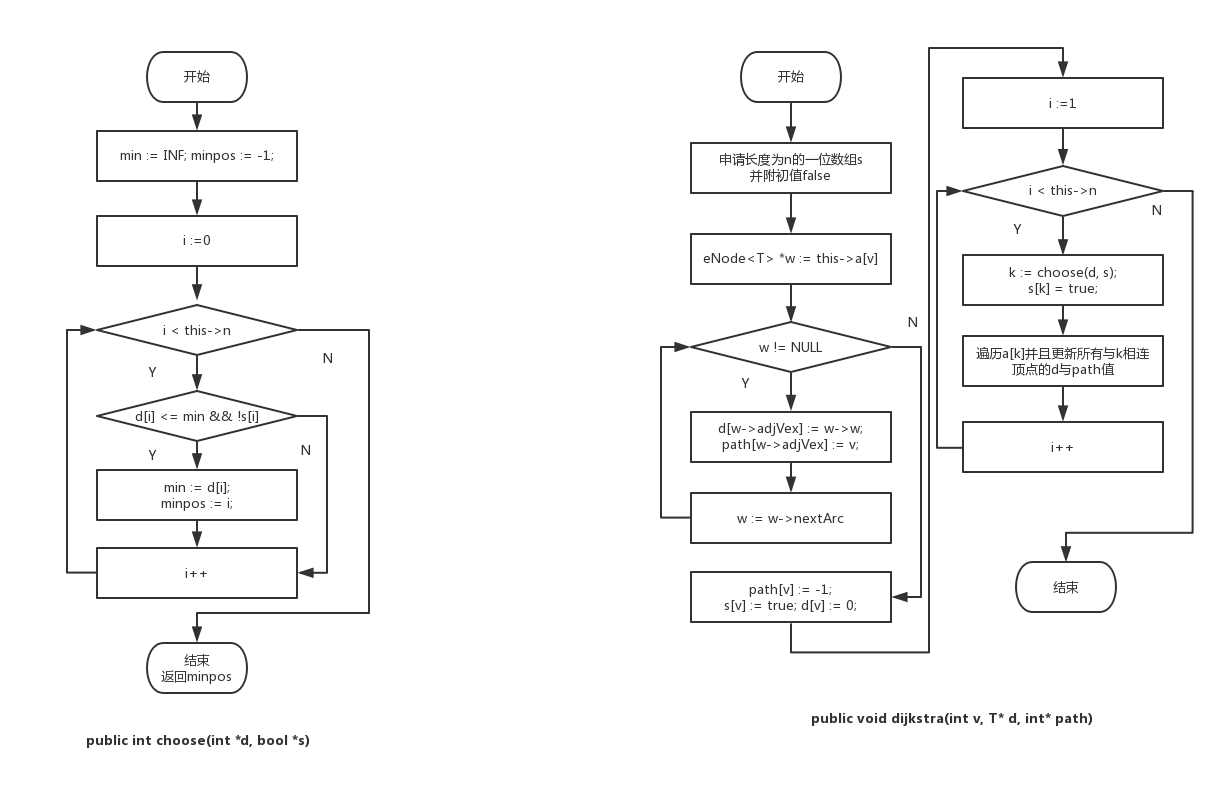 开始
min := INF; minpos := -1;
i :=0
i < this->n
N
Y
d[i] <= min && !s[i]
N
Y
min := d[i];
minpos := i;
i++
结束
返回minpos
public int choose(int *d, bool *s)
开始
申请长度为n的一位数组s
并附初值false
eNode<T> *w := this->a[v]
N
w != NULL
Y
d[w->adjVex] := w->w;
path[w->adjVex] := v;
w := w->nextArc
path[v] := -1;
s[v] := true; d[v] := 0;
i :=1
i < this->n
N
Y
k := choose(d, s);
s[k] = true;
遍历a[k]并且更新所有与k相连
顶点的d与path值
i++
结束
public void dijkstra(int v, T* d, int* path)